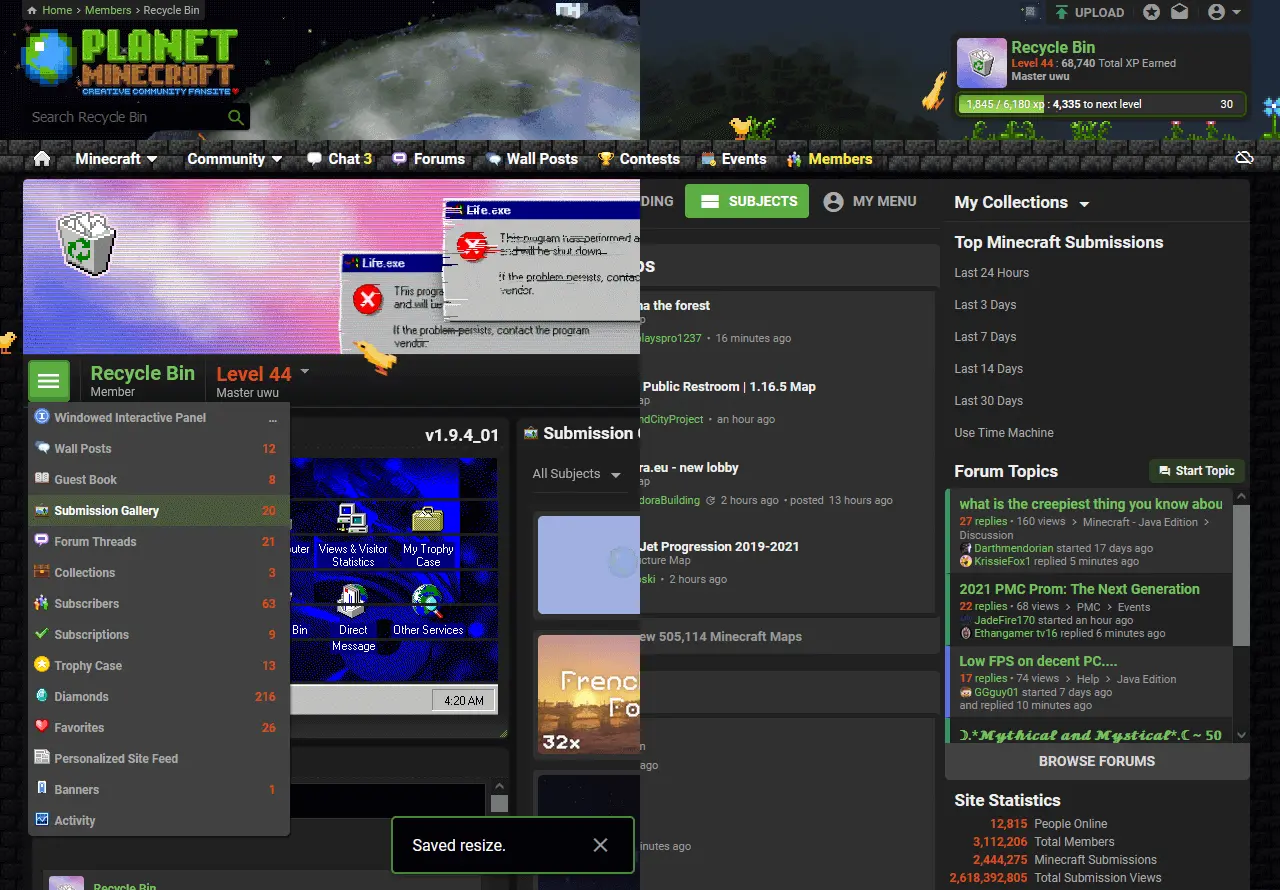 Home > Members > Recycle Bin
PLANET
MINECRAFT
CREATIVE COMMUNITY FANSITE
Search Recycle Bin
UPLOAD
Recycle Bin
Level 44 : 68,740 Total XP Earned
Master uwu
1,845 / 6,180 xp : 4,335 to next level 30
Minecraft Community Chat 3 Forums Wall Posts Contests Events Members
Life.exe
This program has performed a
and will be shut down.
If the problem persists, contac
vendor.
Life.exe
This progra
and will be
If the problem persists, contact the program
vendor.
Recycle Bin
Member
Level 44
Master uwu
Windowed Interactive Panel ...
Wall Posts 12
Guest Book 8
Submission Gallery 20
Forum Threads 21
Collections 3
Subscribers 63
Subscriptions 9
Trophy Case 13
Diamonds 216
Favorites 26
Personalized Site Feed
Banners 1
Activity
v1.9.4_01
uter
Views & Visitor
Statistics
My Trophy
Case
Bin
Direct
Message
Other Services
4:20 AM
Submission G
All Subjects
Frenc
Fo
32x
Recycle Bin
Saved resize.
DING SUBJECTS MY MENU
os
na the forest
p
layspro1237 • 16 minutes ago
Public Restroom | 1.16.5 Map
ap
ndCityProject • an hour ago
ra.eu - new lobby
ap
doraBuilding 2 hours ago • posted 13 hours ago
Jet Progression 2019-2021
cture Map
oski • 2 hours ago
ew 505,114 Minecraft Maps
n
ago
nutes ago
My Collections
Top Minecraft Submissions
Last 24 Hours
Last 3 Days
Last 7 Days
Last 14 Days
Last 30 Days
Use Time Machine
Forum Topics Start Topic
what is the creepiest thing you know abou
27 replies • 160 views > Minecraft - Java Edition >
Discussion
Darthmendorian started 17 days ago
KrissieFox1 replied 5 minutes ago
2021 PMC Prom: The Next Generation
22 replies • 68 views > PMC > Events
JadeFire170 started an hour ago
Ethangamer tv16 replied 6 minutes ago
Low FPS on decent PC....
17 replies • 74 views > Help > Java Edition
GGguy01 started 7 days ago
and replied 10 minutes ago
☽.*𝓜𝔂𝓽𝓱𝓲𝓬𝓪𝓵 𝓪𝓷𝓭 𝓜𝔂𝓼𝓽𝓲𝓬𝓪𝓵*.☾ ~ 50
BROWSE FORUMS
Site Statistics
12,815 People Online
3,112,206 Total Members
2,444,275 Minecraft Submissions
2,618,392,805 Total Submission Views